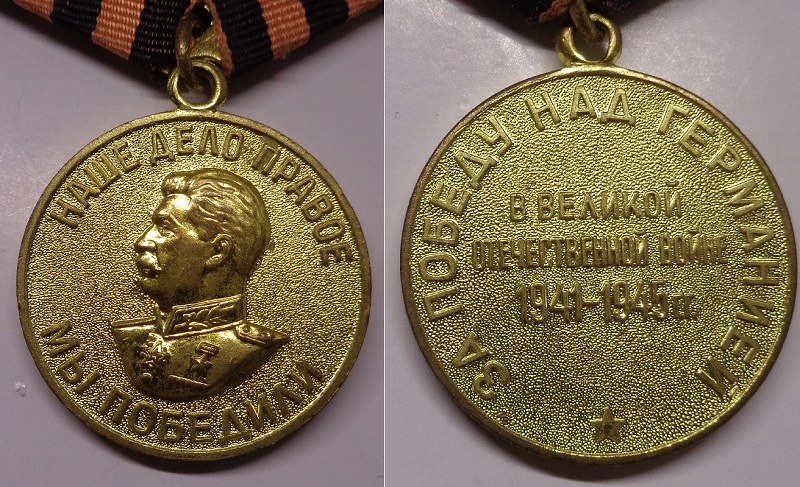 НАШЕ ДЕЛО ПРАВОЕ
МЫ ПОБЕДИЛИ
ЗА ПОБЕДУ НАД ГЕРМАНИЕЙ
В ВЕЛИКОЙ
ОТЕЧЕСТВЕННОЙ ВОЙНЕ
1941-1945 гг.